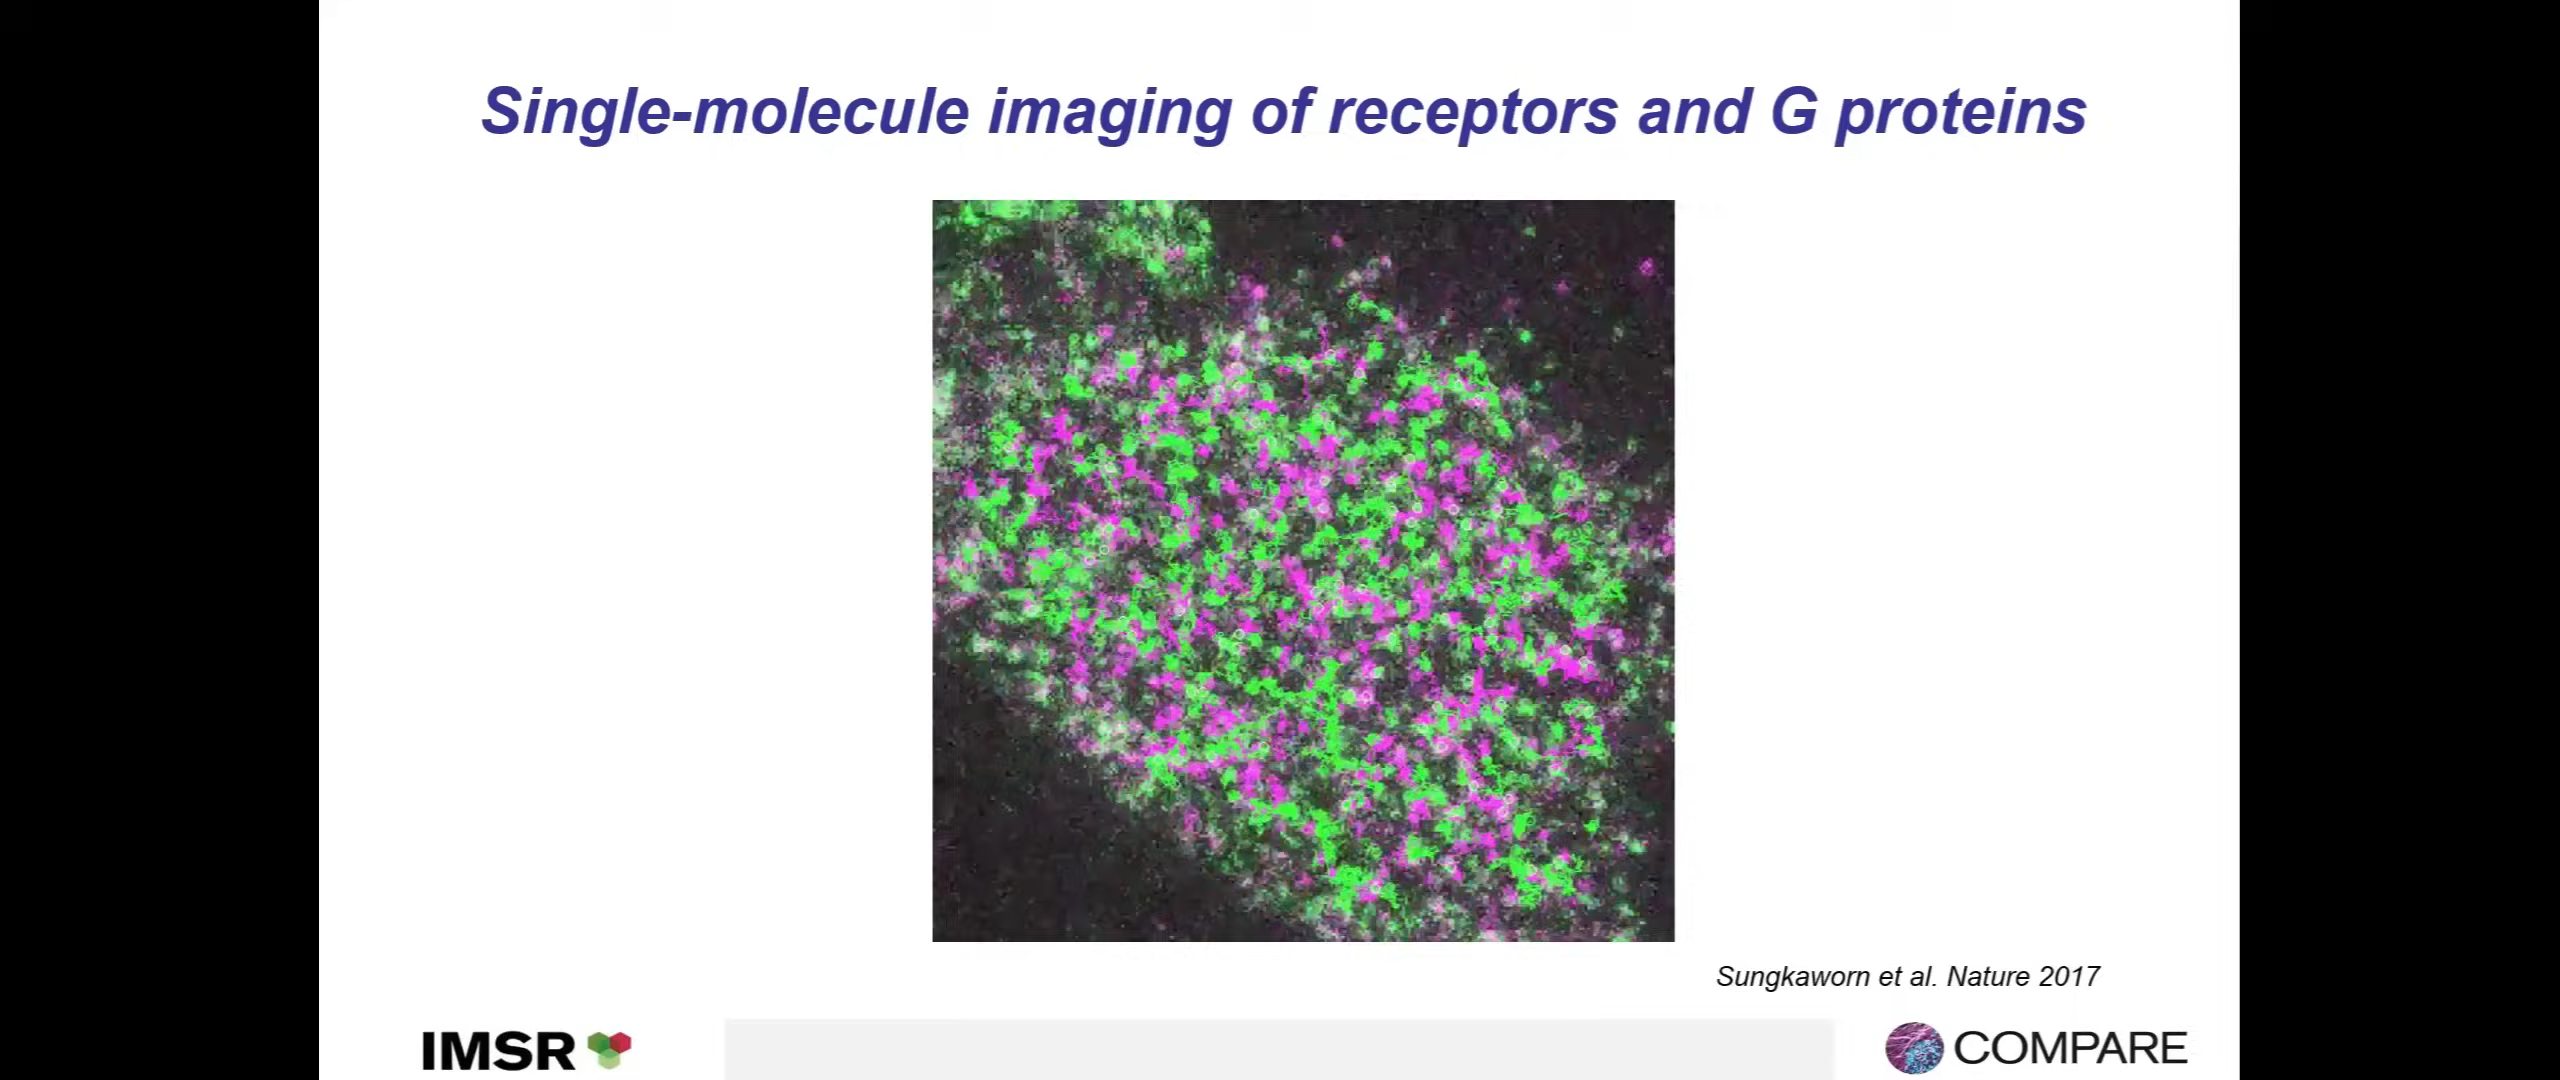 Single-molecule imaging of receptors and G proteins
Sungkaworn et al. Nature 2017
IMSR
COMPARE